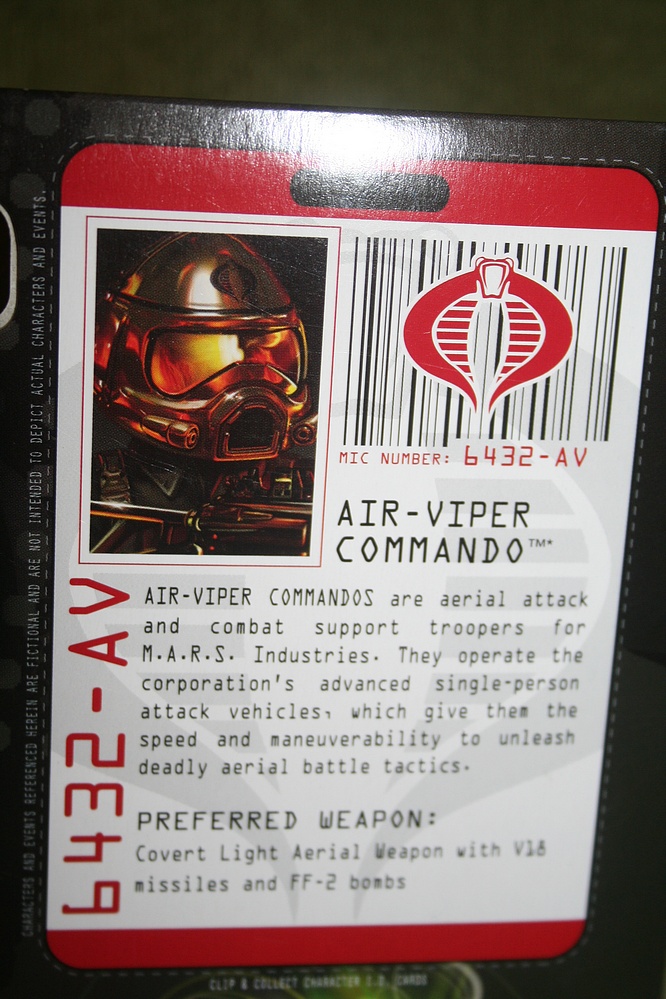 MIC NUMBER: 6432-AV
AIR-VIPER
COMMANDO™*
AIR-VIPER COMMANDOS are aerial attack
and combat support troopers for
M.A.R.S. Industries. They operate the
corporation's advanced single-person
attack vehicles, which give them the
speed and maneuverability to unleash
deadly aerial battle tactics.
PREFERRED WEAPON:
Covert Light Aerial Weapon with V18
missiles and FF-2 bombs
6432-AV
CHARACTERS AND EVENTS REFERENCED HEREIN ARE FICTIONAL AND ARE NOT INTENDED TO DEPICT ACTUAL CHARACTERS AND EVENTS.
CLIP & COLLECT CHARACTER I.D. CARDS